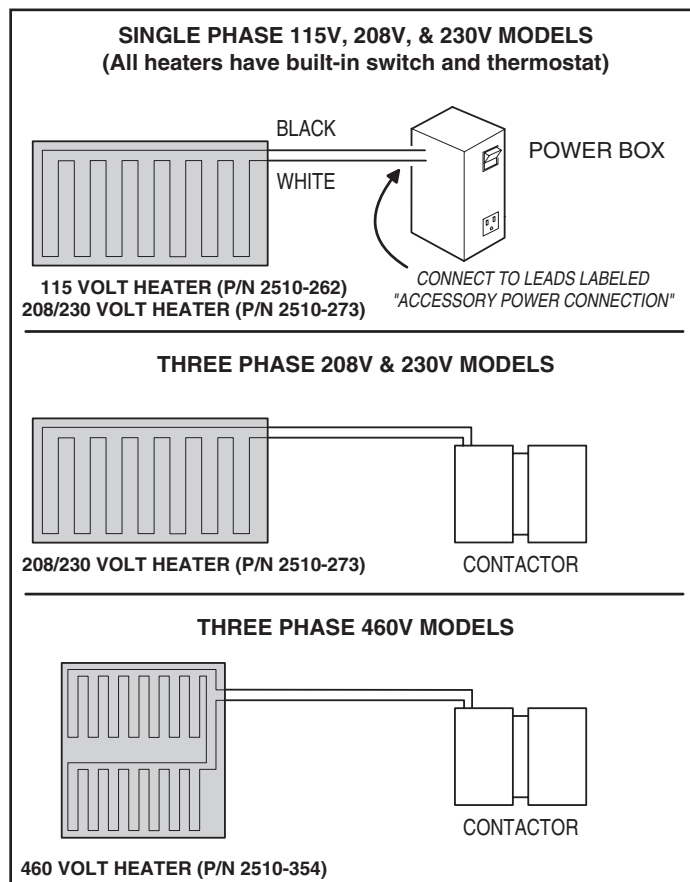 SINGLE PHASE 115V, 208V, & 230V MODELS
(All heaters have built-in switch and thermostat)
BLACK
WHITE
POWER BOX
115 VOLT HEATER (P/N 2510-262)
208/230 VOLT HEATER (P/N 2510-273)
CONNECT TO LEADS LABELED
"ACCESSORY POWER CONNECTION"
THREE PHASE 208V & 230V MODELS
208/230 VOLT HEATER (P/N 2510-273)
CONTACTOR
THREE PHASE 460V MODELS
CONTACTOR
460 VOLT HEATER (P/N 2510-354)